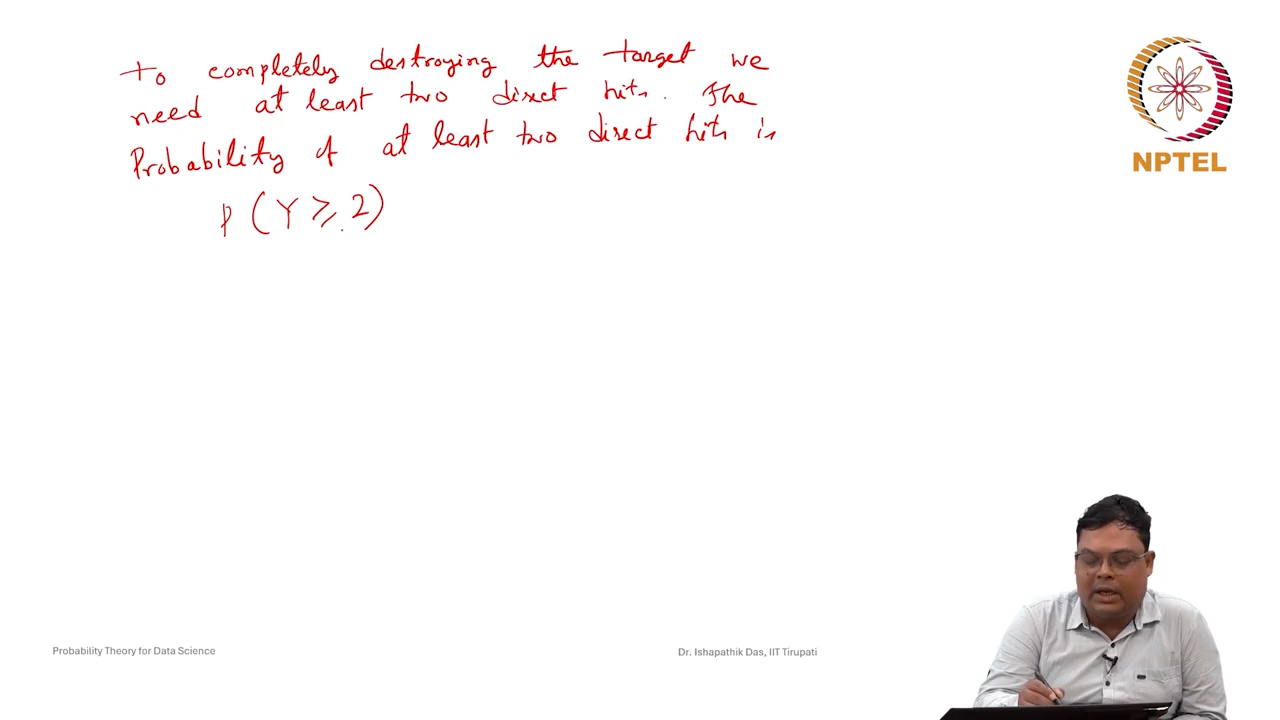 To completely destroying the target we
need at least two direct hits. The
Probability of at least two direct hits is
P(Y ≥ 2)
NPTEL
Probability Theory for Data Science
Dr. Ishapathik Das, IIT Tirupati